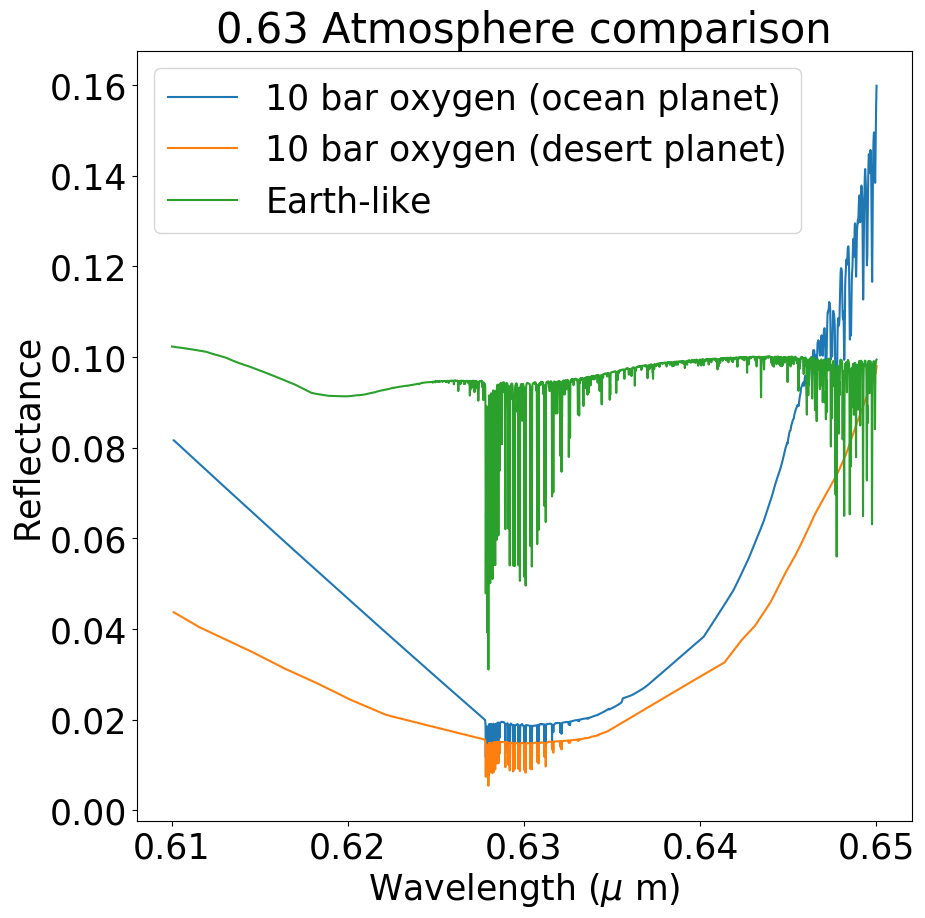 0.63 Atmosphere comparison
10 bar oxygen (ocean planet)
10 bar oxygen (desert planet)
Earth-like
Reflectance
0.16
0.14
0.12
0.10
0.08
0.06
0.04
0.02
0.00
0.61 0.62 0.63 0.64 0.65
Wavelength (μ m)